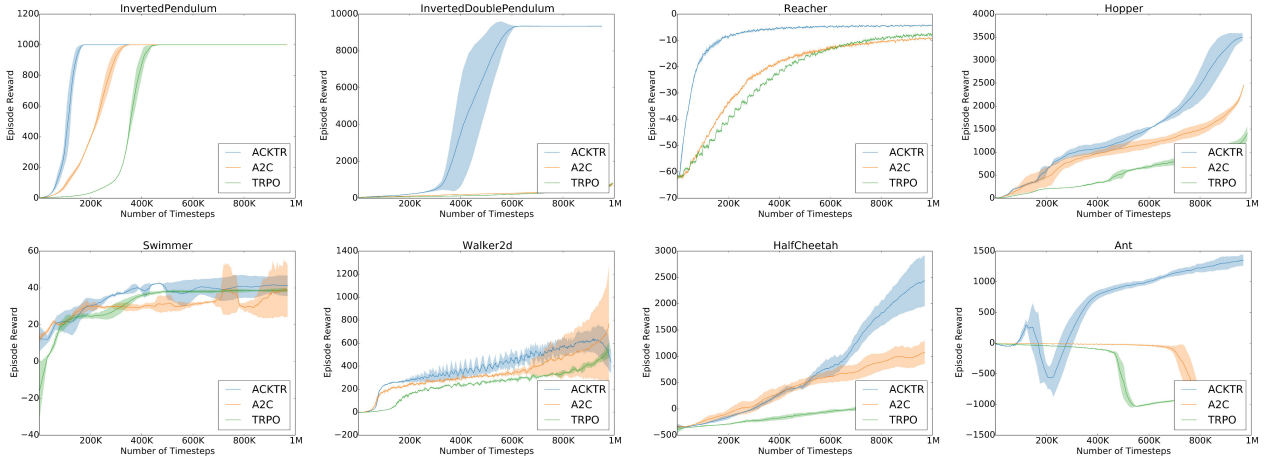 InvertedPendulum
1200
1000
800
600
400
200
0
200K 400K 600K 800K 1M
Episode Reward
Number of Timesteps
ACKTR
A2C
TRPO
InvertedDoublePendulum
10000
8000
6000
4000
2000
0
200K 400K 600K 800K 1M
Episode Reward
Number of Timesteps
ACKTR
A2C
TRPO
Reacher
0
−10
−20
−30
−40
−50
−60
−70
200K 400K 600K 800K 1M
Episode Reward
Number of Timesteps
ACKTR
A2C
TRPO
Hopper
4000
3500
3000
2500
2000
1500
1000
500
0
200K 400K 600K 800K 1M
Episode Reward
Number of Timesteps
ACKTR
A2C
TRPO
Swimmer
60
40
20
0
−20
−40
200K 400K 600K 800K 1M
Episode Reward
Number of Timesteps
ACKTR
A2C
TRPO
Walker2d
1400
1200
1000
800
600
400
200
0
−200
200K 400K 600K 800K 1M
Episode Reward
Number of Timesteps
ACKTR
A2C
TRPO
HalfCheetah
3000
2500
2000
1500
1000
500
0
−500
200K 400K 600K 800K 1M
Episode Reward
Number of Timesteps
ACKTR
A2C
TRPO
Ant
1500
1000
500
0
−500
−1000
−1500
200K 400K 600K 800K 1M
Episode Reward
Number of Timesteps
ACKTR
A2C
TRPO